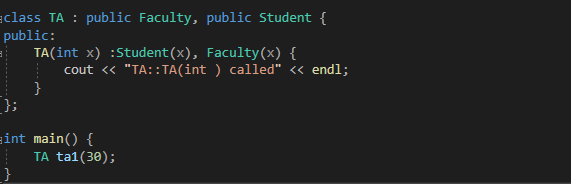 class TA : public Faculty, public Student {
public:
    TA(int x) :Student(x), Faculty(x) {
        cout << "TA::TA(int ) called" << endl;
    }
};

int main() {
    TA ta1(30);
}